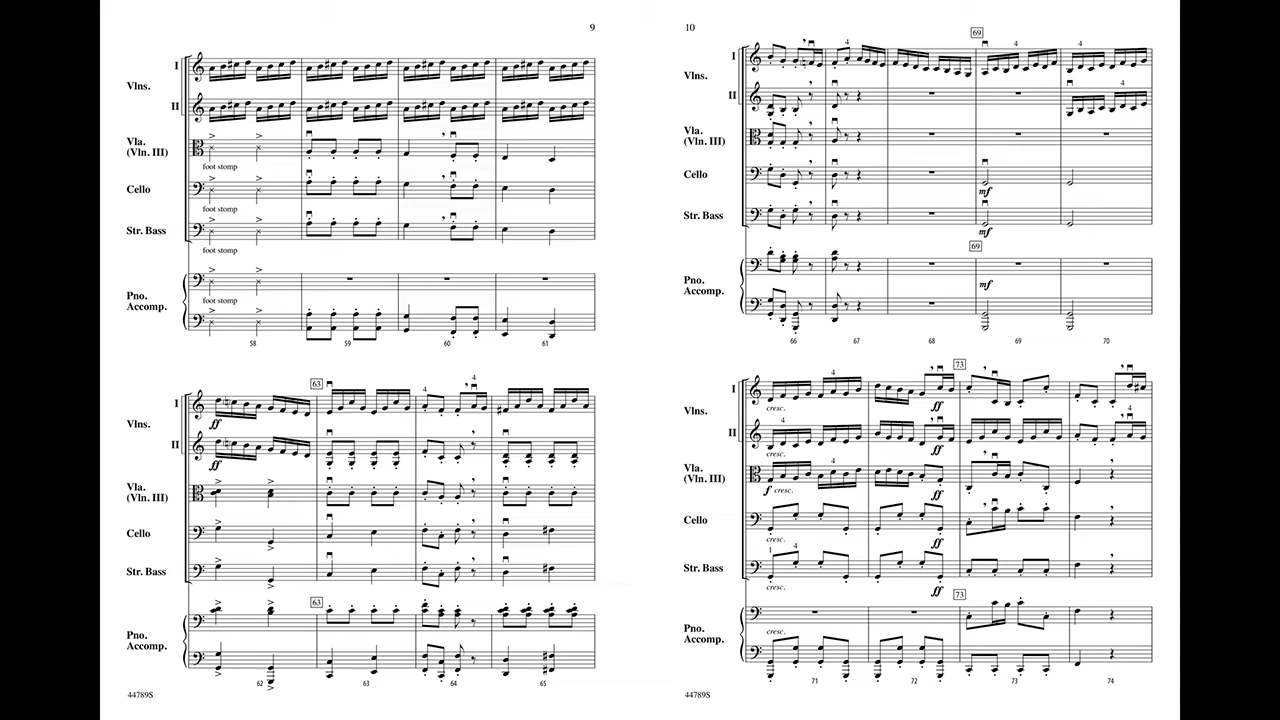 9
I
Vlns.
II
Vla.
(Vln. III)
foot stomp
Cello
foot stomp
Str. Bass
foot stomp
Pno.
Accomp.
foot stomp
58 59 60 61
63
4
4
I
ff
Vlns.
II
ff
Vla.
(Vln. III)
Cello
Str. Bass
63
Pno.
Accomp.
62 63 64 65
44789S
10
69
4 4 4
I
Vlns.
4
II
Vla.
(Vln. III)
Cello
mf
Str. Bass
mf
69
Pno.
Accomp.
mf
66 67 68 69 70
73
4
I
cresc. ff
Vlns.
4 4
II
cresc. ff
Vla.
(Vln. III)
4
f cresc. ff
Cello
cresc. ff
1 4
Str. Bass
cresc. ff
73
Pno.
Accomp.
cresc.
71 72 73 74
44789S